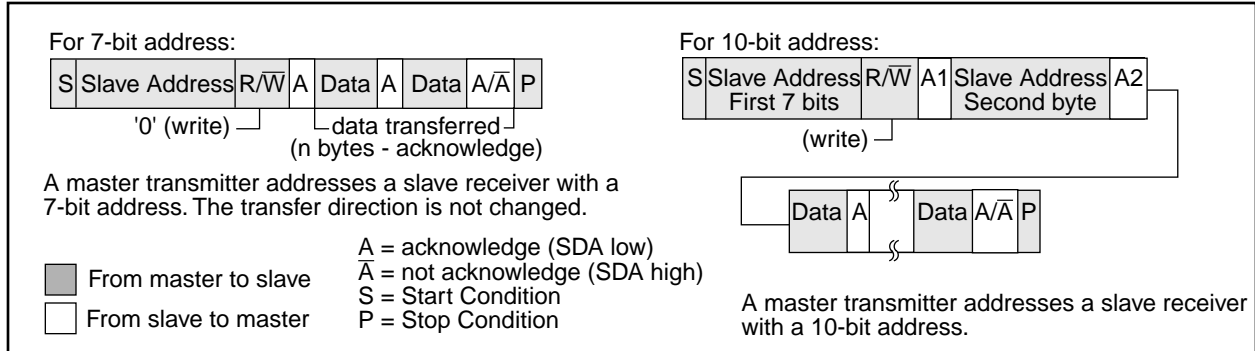 For 7-bit address:
S Slave Address R/W̅ A Data A Data A/A̅ P
'0' (write)
data transferred
(n bytes - acknowledge)
A master transmitter addresses a slave receiver with a
7-bit address. The transfer direction is not changed.
From master to slave
From slave to master
A = acknowledge (SDA low)
A̅ = not acknowledge (SDA high)
S = Start Condition
P = Stop Condition
For 10-bit address:
S Slave Address First 7 bits R/W̅ A1 Slave Address Second byte A2
(write)
Data A Data A/A̅ P
A master transmitter addresses a slave receiver
with a 10-bit address.